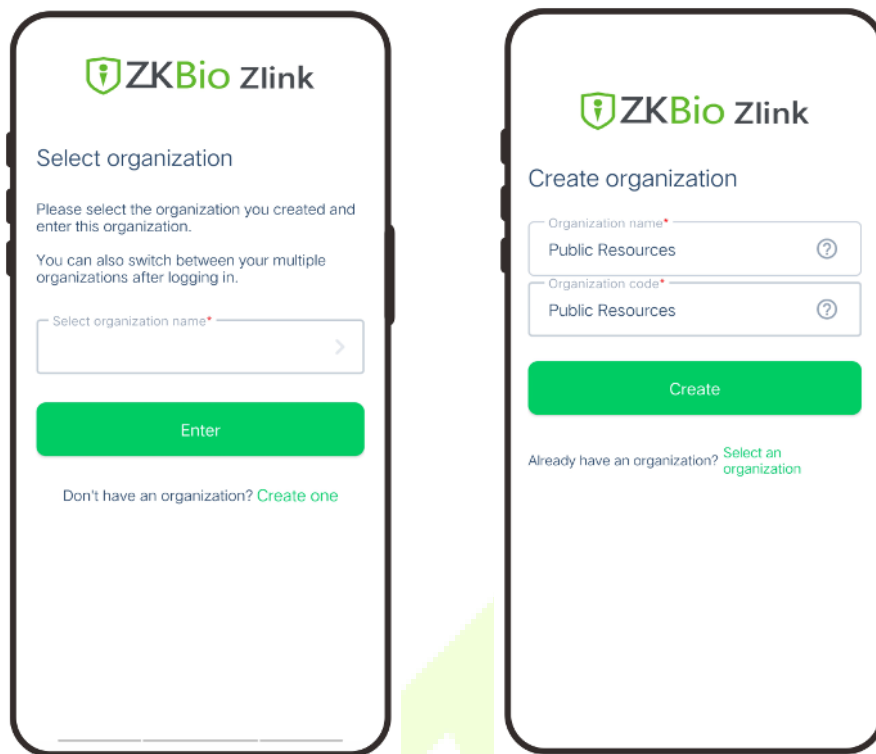 ZKBio Zlink
Select organization
Please select the organization you created and
enter this organization.
You can also switch between your multiple
organizations after logging in.
Select organization name*
Enter
Don't have an organization? Create one
ZKBio Zlink
Create organization
Organization name*
Public Resources
Organization code*
Public Resources
Create
Already have an organization? Select an
organization